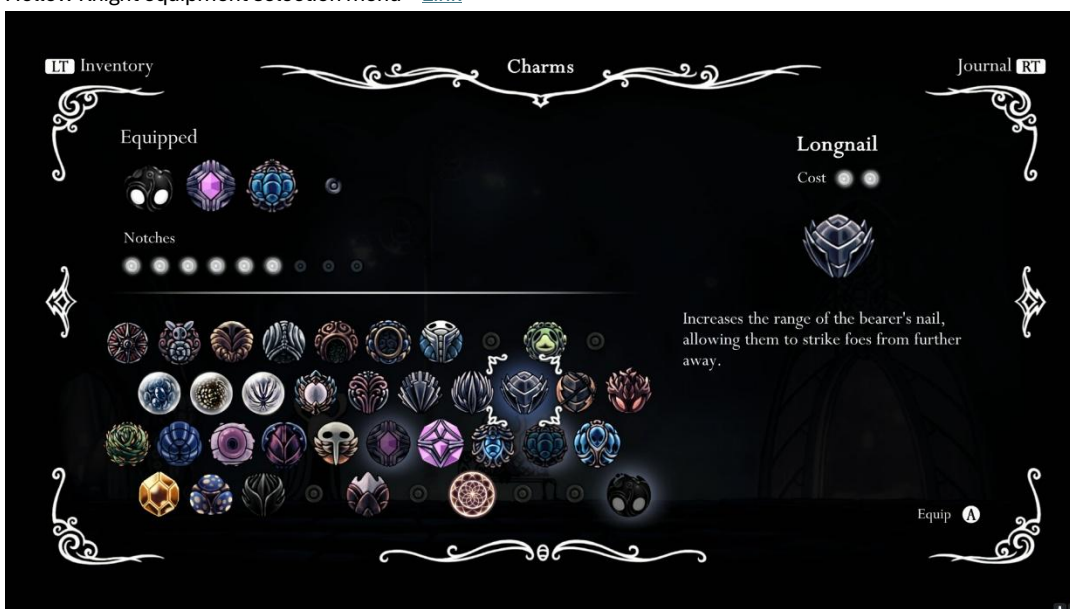 Hollow Knight equipment selection menu - Link
LT Inventory
Charms
Journal RT
Equipped
Longnail
Cost
Notches
Increases the range of the bearer's nail,
allowing them to strike foes from further
away.
Equip A